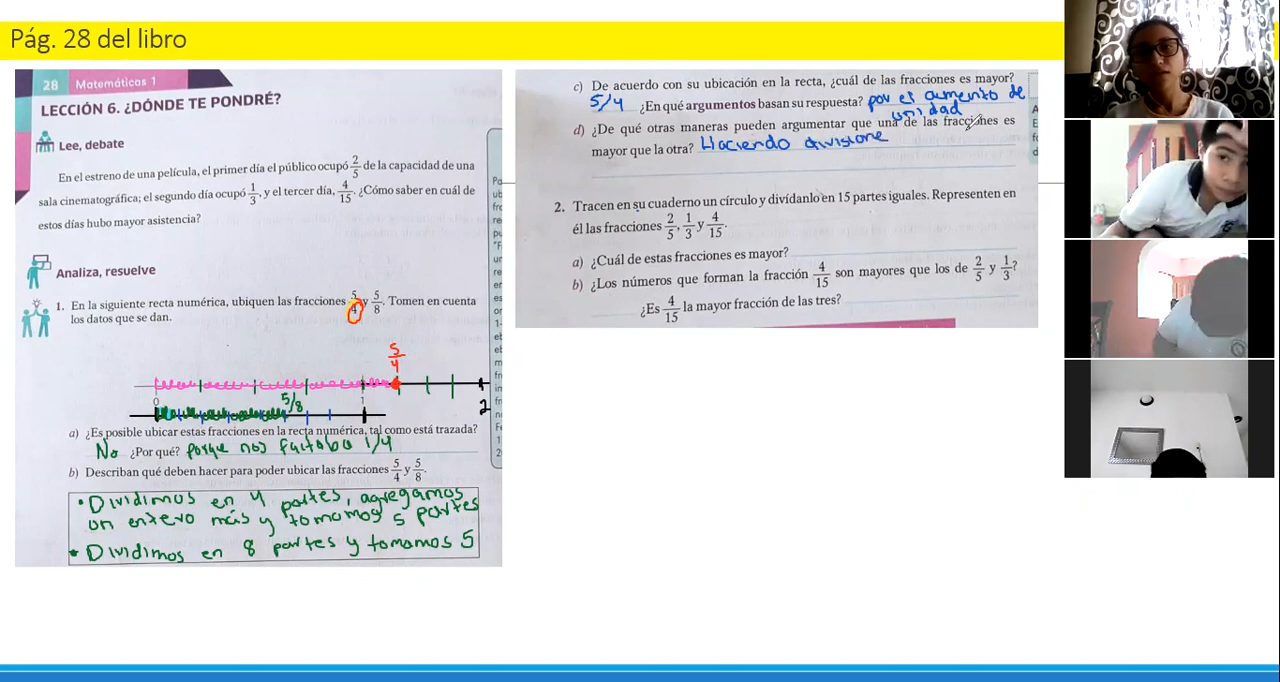 Pág. 28 del libro
28 Matemáticas 1
LECCIÓN 6. ¿DÓNDE TE PONDRÉ?
Lee, debate
En el estreno de una película, el primer día el público ocupó 2/5 de la capacidad de una
sala cinematográfica; el segundo día ocupó 1/3, y el tercer día, 4/15. ¿Cómo saber en cuál de
estos días hubo mayor asistencia?
Analiza, resuelve
1. En la siguiente recta numérica, ubiquen las fracciones 5/4 y 5/8. Tomen en cuenta
los datos que se dan.
5/4
0 5/8 1 2
a) ¿Es posible ubicar estas fracciones en la recta numérica, tal como está trazada?
No ¿Por qué? porque nos faltaba 1/4
b) Describan qué deben hacer para poder ubicar las fracciones 5/4 y 5/8.
• Dividimos en 4 partes, agregamos
un entero más y tomamos 5 partes
• Dividimos en 8 partes y tomamos 5
c) De acuerdo con su ubicación en la recta, ¿cuál de las fracciones es mayor?
5/4 ¿En qué argumentos basan su respuesta? por el aumento de
unidad
d) ¿De qué otras maneras pueden argumentar que una de las fracciones es
mayor que la otra? Haciendo divisione
2. Tracen en su cuaderno un círculo y divídanlo en 15 partes iguales. Representen en
él las fracciones 2/5, 1/3 y 4/15.
a) ¿Cuál de estas fracciones es mayor?
b) ¿Los números que forman la fracción 4/15 son mayores que los de 2/5 y 1/3?
¿Es 4/15 la mayor fracción de las tres?